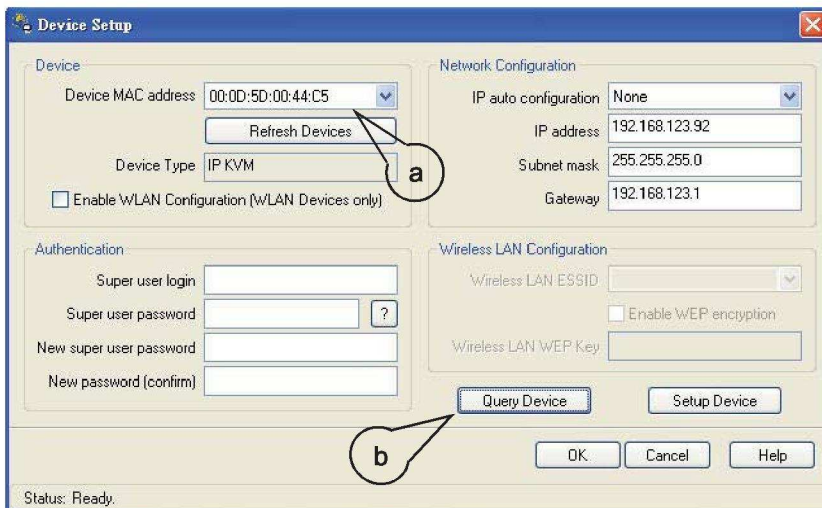 Device Setup
Device
Device MAC address 00:0D:5D:00:44:C5
Refresh Devices
Device Type IP KVM
Enable WLAN Configuration (WLAN Devices only)
a
Network Configuration
IP auto configuration None
IP address 192.168.123.92
Subnet mask 255.255.255.0
Gateway 192.168.123.1
Authentication
Super user login
Super user password ?
New super user password
New password (confirm)
Wireless LAN Configuration
Wireless LAN ESSID
Enable WEP encryption
Wireless LAN WEP Key
Query Device Setup Device
b
OK Cancel Help
Status: Ready.